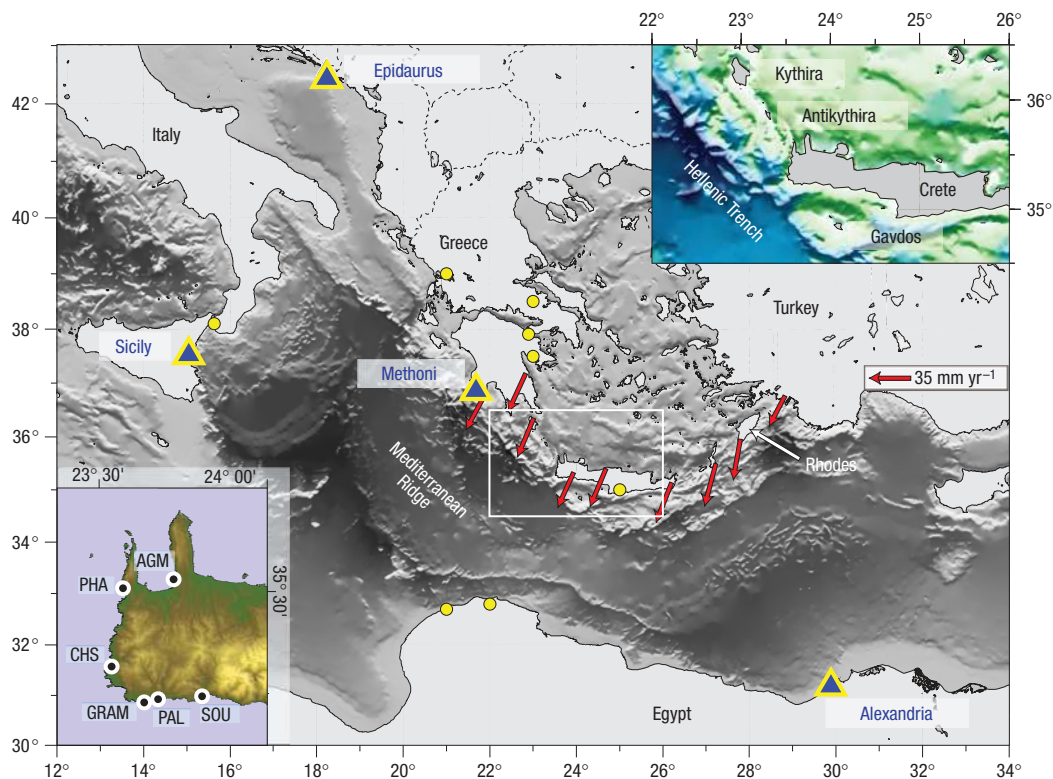 22° 23° 24° 25° 26°
Epidaurus
42°
Italy
Kythira
36°
Antikythira
Hellenic Trench
Crete
35°
Gavdos
40°
Greece
Turkey
38°
Sicily
Methoni
35 mm yr⁻¹
36°
Mediterranean
Ridge
Rhodes
23° 30' 24° 00'
34°
AGM
PHA
35° 30'
CHS
GRAM
PAL
SOU
32°
Egypt
Alexandria
30°
12° 14° 16° 18° 20° 22° 24° 26° 28° 30° 32° 34°